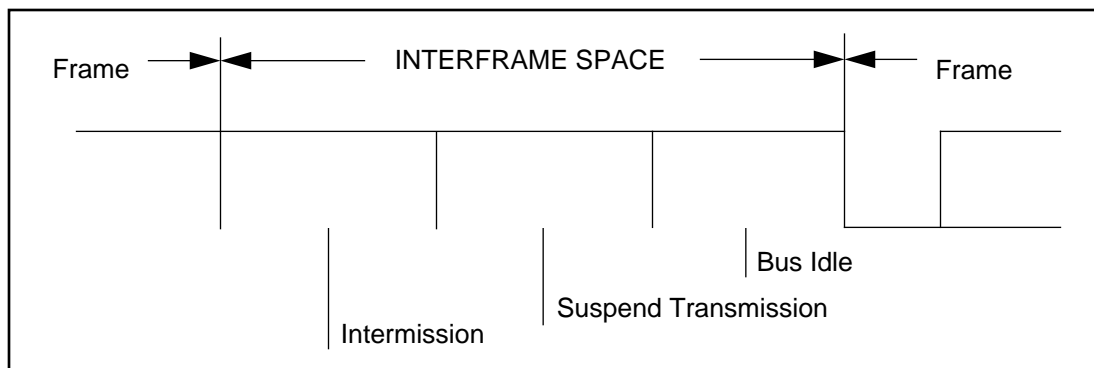 Frame
INTERFRAME SPACE
Frame
Bus Idle
Suspend Transmission
Intermission